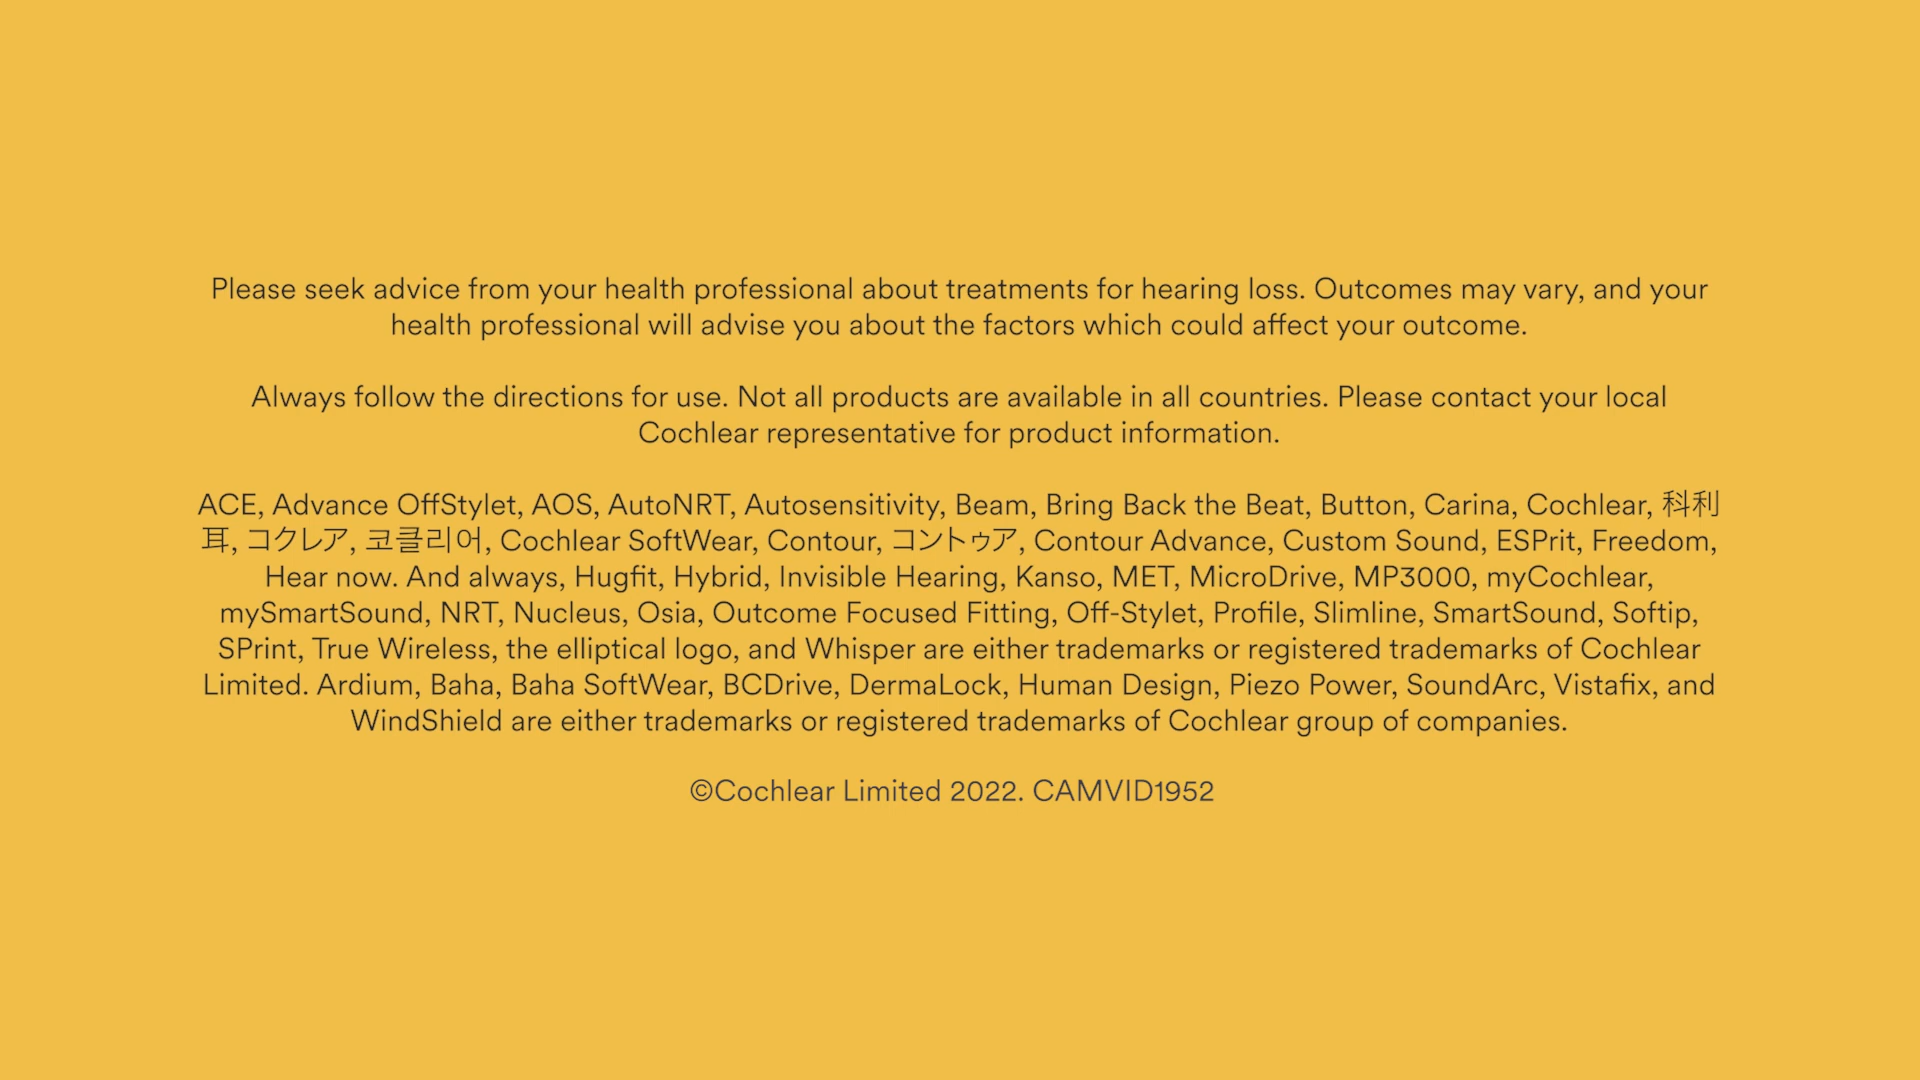 Please seek advice from your health professional about treatments for hearing loss. Outcomes may vary, and your
health professional will advise you about the factors which could affect your outcome.
Always follow the directions for use. Not all products are available in all countries. Please contact your local
Cochlear representative for product information.
ACE, Advance OffStylet, AOS, AutoNRT, Autosensitivity, Beam, Bring Back the Beat, Button, Carina, Cochlear, 科利
耳, コクレア, 코클리어, Cochlear SoftWear, Contour, コントゥア, Contour Advance, Custom Sound, ESPrit, Freedom,
Hear now. And always, Hugfit, Hybrid, Invisible Hearing, Kanso, MET, MicroDrive, MP3000, myCochlear,
mySmartSound, NRT, Nucleus, Osia, Outcome Focused Fitting, Off-Stylet, Profile, Slimline, SmartSound, Softip,
SPrint, True Wireless, the elliptical logo, and Whisper are either trademarks or registered trademarks of Cochlear
Limited. Ardium, Baha, Baha SoftWear, BCDrive, DermaLock, Human Design, Piezo Power, SoundArc, Vistafix, and
WindShield are either trademarks or registered trademarks of Cochlear group of companies.
©Cochlear Limited 2022. CAMVID1952